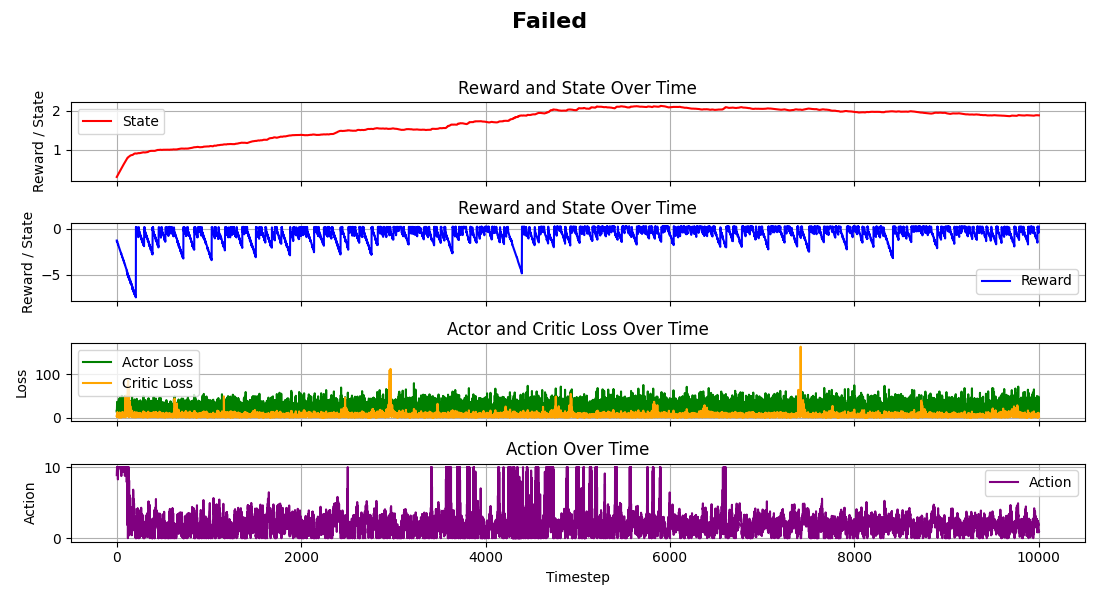 Failed
Reward and State Over Time
Reward / State
2
1
State
Reward and State Over Time
Reward / State
0
−5
Reward
Actor and Critic Loss Over Time
Loss
100
0
Actor Loss
Critic Loss
Action Over Time
Action
10
0
Action
0 2000 4000 6000 8000 10000
Timestep